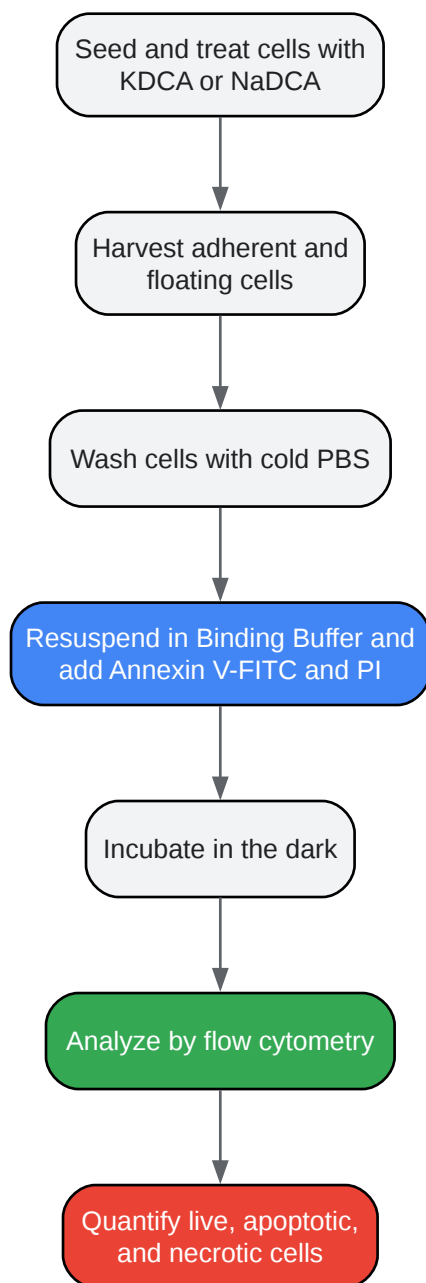 Seed and treat cells with
KDCA or NaDCA
Harvest adherent and
floating cells
Wash cells with cold PBS
Resuspend in Binding Buffer and
add Annexin V-FITC and PI
Incubate in the dark
Analyze by flow cytometry
Quantify live, apoptotic,
and necrotic cells